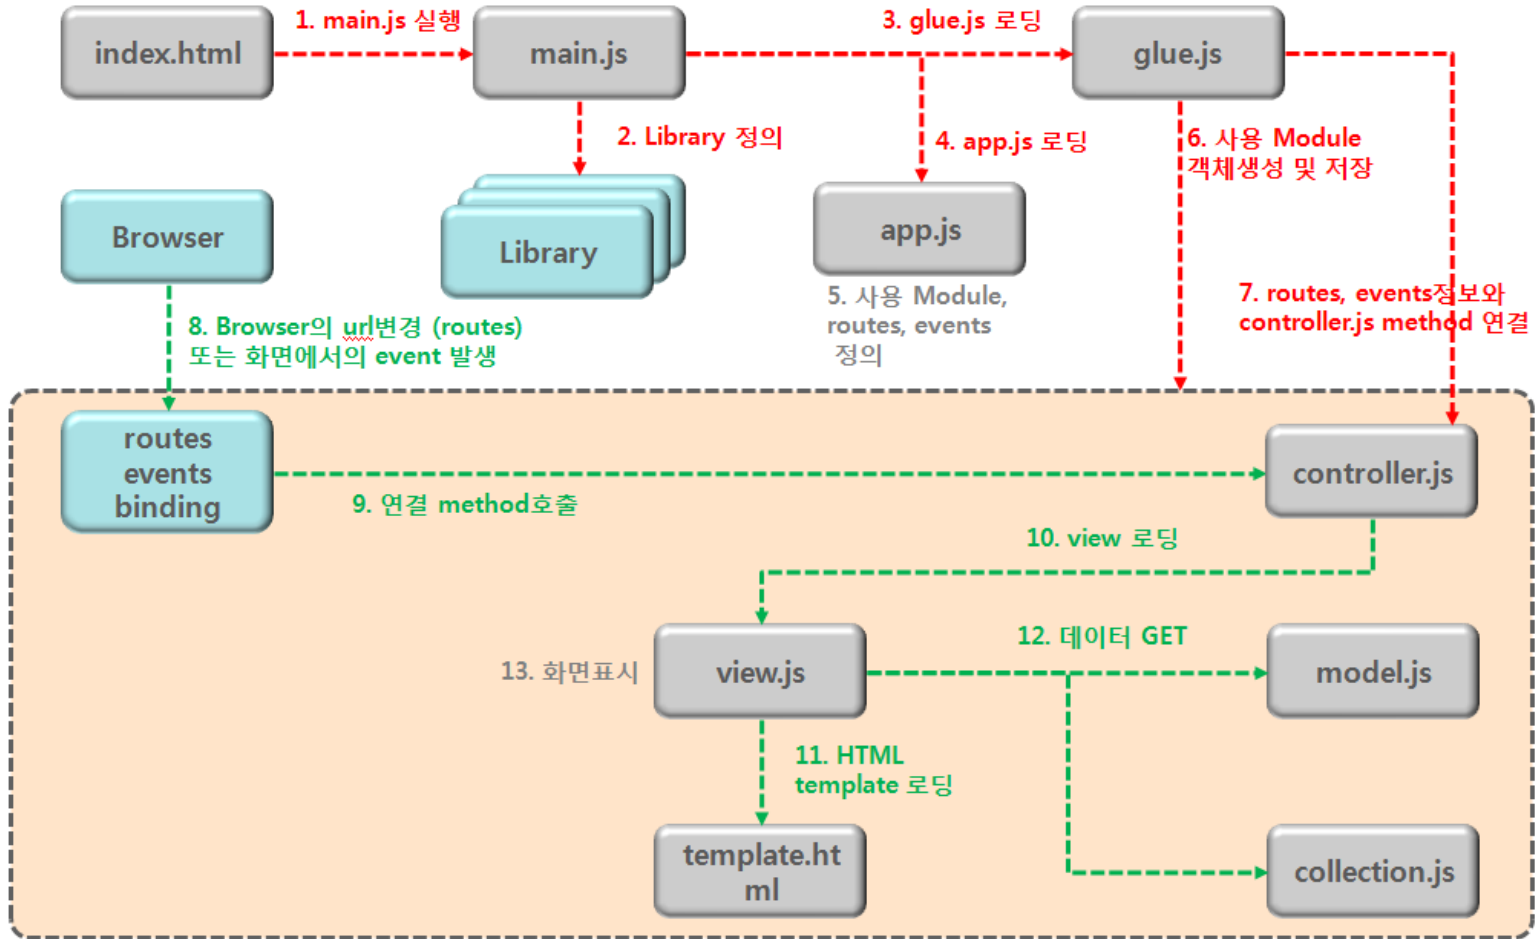 1. main.js 실행
3. glue.js 로딩
index.html
main.js
glue.js
2. Library 정의
4. app.js 로딩
6. 사용 Module
객체생성 및 저장
Browser
Library
app.js
5. 사용 Module,
routes, events
정의
7. routes, events정보와
controller.js method 연결
8. Browser의 url변경 (routes)
또는 화면에서의 event 발생
routes
events
binding
9. 연결 method호출
controller.js
10. view 로딩
12. 데이터 GET
13. 화면표시
view.js
model.js
11. HTML
template 로딩
template.ht
ml
collection.js